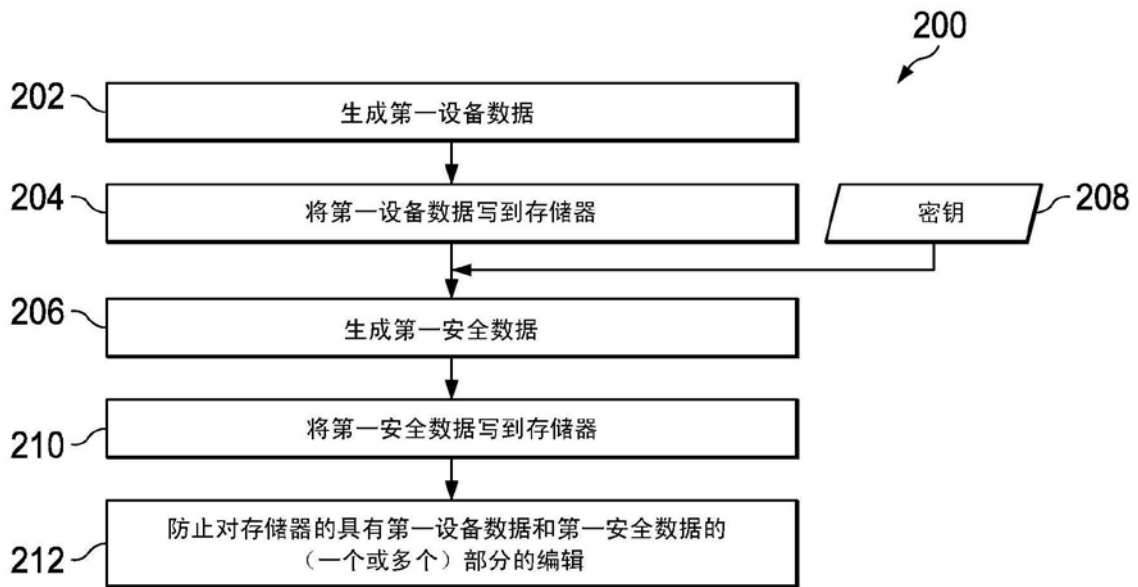 200
202
生成第一设备数据
204
将第一设备数据写到存储器
密钥
208
206
生成第一安全数据
210
将第一安全数据写到存储器
212
防止对存储器的具有第一设备数据和第一安全数据的
（一个或多个）部分的编辑